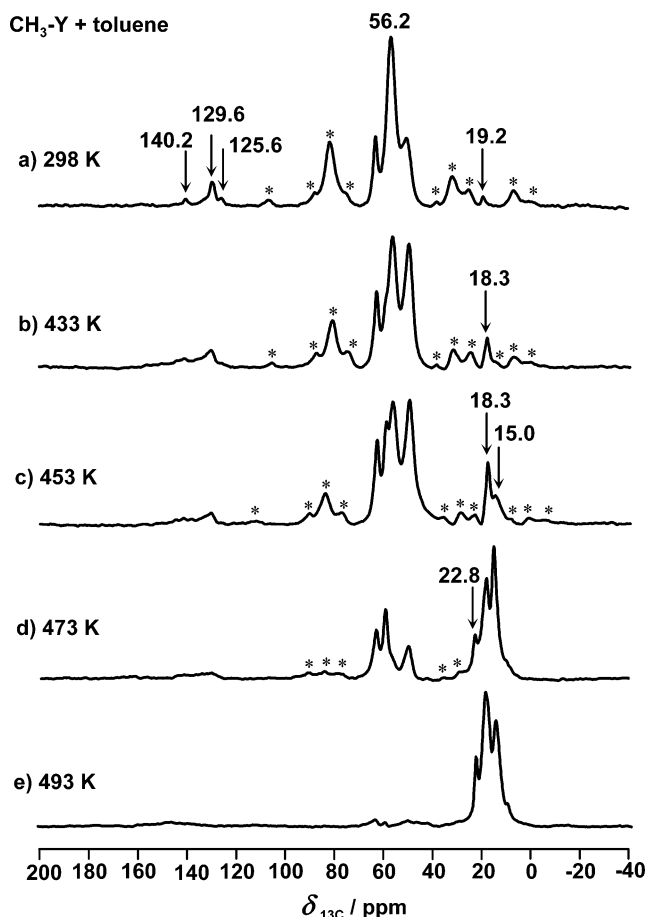 CH₃-Y + toluene
56.2
129.6
140.2
125.6
19.2
a) 298 K
* * * * * * * * * *
18.3
b) 433 K
* * * * * * * * * *
18.3
15.0
c) 453 K
* * * * * * * * * *
22.8
d) 473 K
* * * * *
e) 493 K
200 180 160 140 120 100 80 60 40 20 0 -20 -40
δ ₁₃C / ppm